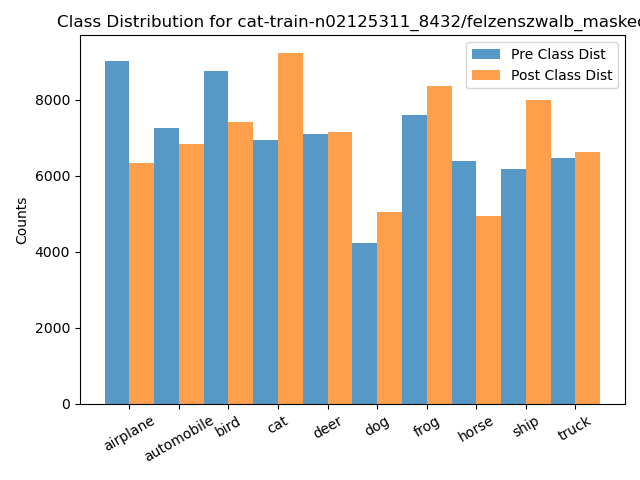 Class Distribution for cat-train-n02125311_8432/felzenszwalb_masked
Pre Class Dist
Post Class Dist
Counts
8000
6000
4000
2000
0
airplane
automobile
bird
cat
deer
dog
frog
horse
ship
truck